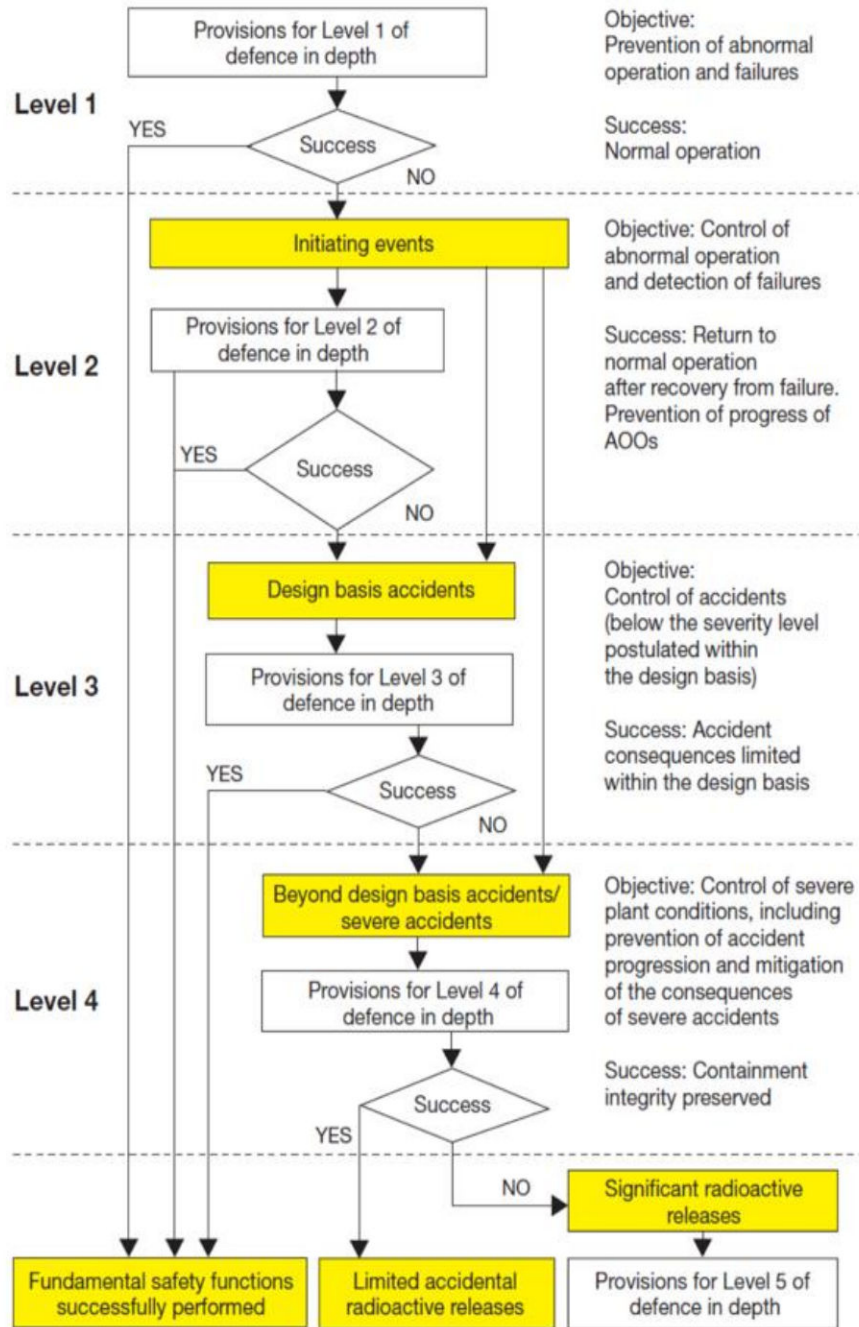 Provisions for Level 1 of
defence in depth
Objective:
Prevention of abnormal
operation and failures
Level 1
YES
Success
NO
Success:
Normal operation
Initiating events
Objective: Control of
abnormal operation
and detection of failures
Provisions for Level 2 of
defence in depth
Level 2
Success: Return to
normal operation
after recovery from failure.
Prevention of progress of
AOOs
YES
Success
NO
Design basis accidents
Objective:
Control of accidents
(below the severity level
postulated within
the design basis)
Level 3
Provisions for Level 3 of
defence in depth
Success: Accident
consequences limited
within the design basis
YES
Success
NO
Beyond design basis accidents/
severe accidents
Objective: Control of severe
plant conditions, including
prevention of accident
progression and mitigation
of the consequences
of severe accidents
Level 4
Provisions for Level 4 of
defence in depth
Success: Containment
integrity preserved
Success
YES
NO
Significant radioactive
releases
Fundamental safety functions
successfully performed
Limited accidental
radioactive releases
Provisions for Level 5 of
defence in depth